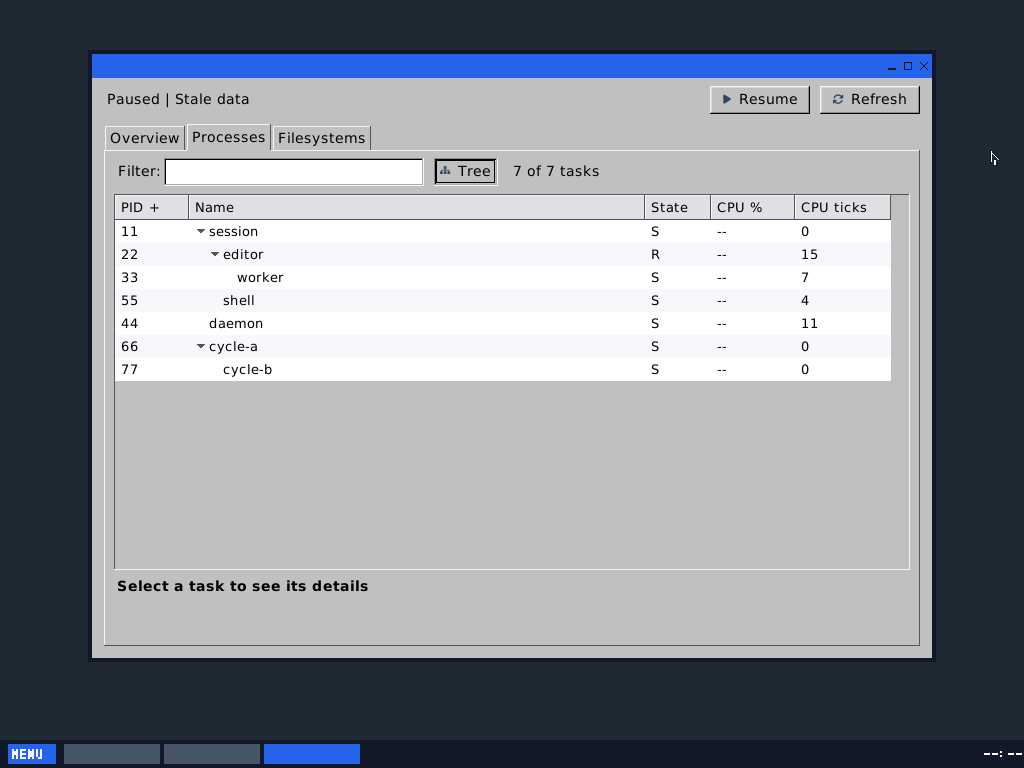 Paused | Stale data
Resume
Refresh
Overview
Processes
Filesystems
Filter:
Tree
7 of 7 tasks
PID + Name State CPU % CPU ticks
11 session S -- 0
22 editor R -- 15
33 worker S -- 7
55 shell S -- 4
44 daemon S -- 11
66 cycle-a S -- 0
77 cycle-b S -- 0
Select a task to see its details
MENU
--:--